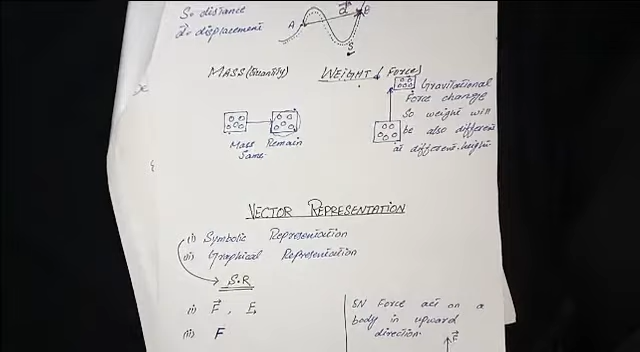 S = distance
d⃗ = displacement
A
d⃗
B
S
MASS (Quantity)
WEIGHT (Force)
Mass Remain
Same
Gravitational
Force change
So weight will
be also different
at different height
VECTOR REPRESENTATION
(i) Symbolic Representation
(ii) Graphical Representation
S.R
(i) F⃗ , F̲
(ii) F
5N Force act on a
body in upward
direction
F⃗